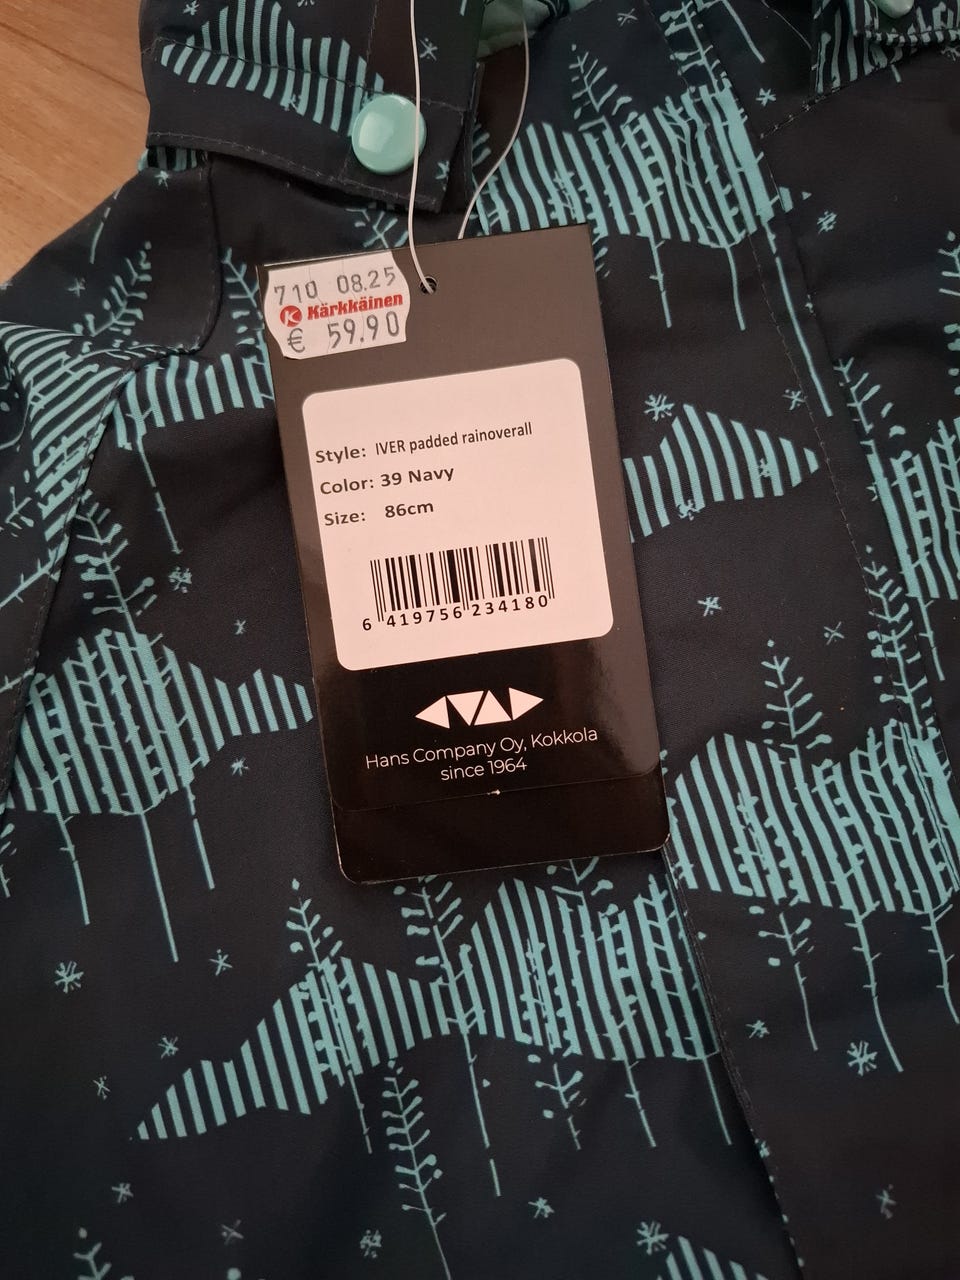 710 08.25
K Kärkkäinen
€ 59.90
Style: IVER padded rainoverall
Color: 39 Navy
Size: 86cm
6 419756 234180
Hans Company Oy, Kokkola
since 1964